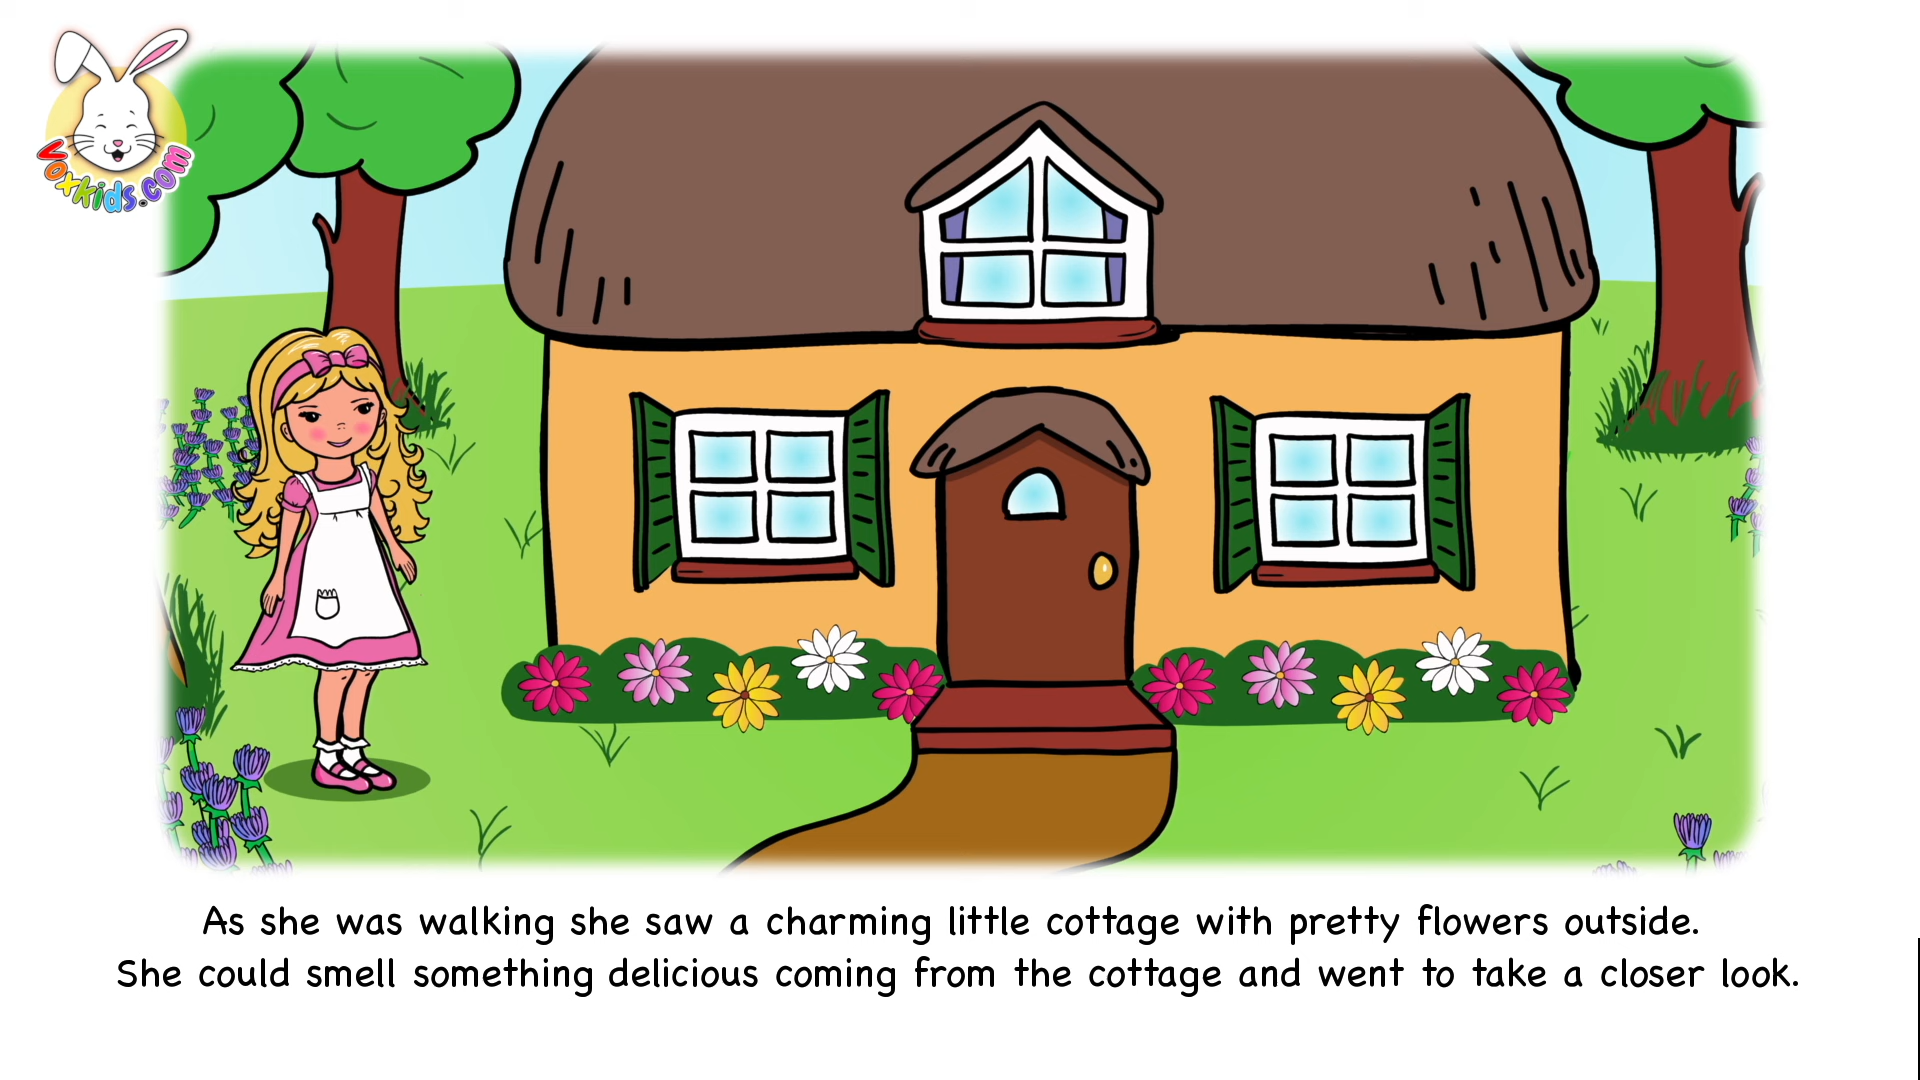 voxkids.com
As she was walking she saw a charming little cottage with pretty flowers outside.
She could smell something delicious coming from the cottage and went to take a closer look.